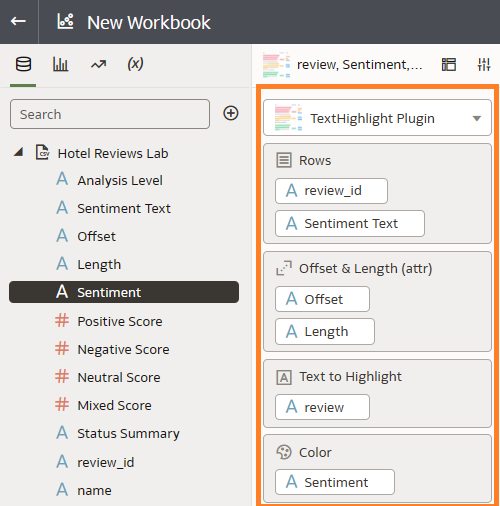 New Workbook
(x)
review, Sentiment,...
Search
CSV
Hotel Reviews Lab
A Analysis Level
A Sentiment Text
A Offset
A Length
A Sentiment
# Positive Score
# Negative Score
# Neutral Score
# Mixed Score
A Status Summary
A review_id
A name
TextHighlight Plugin
Rows
A review_id
A Sentiment Text
Offset & Length (attr)
A Offset
A Length
A Text to Highlight
A review
Color
A Sentiment